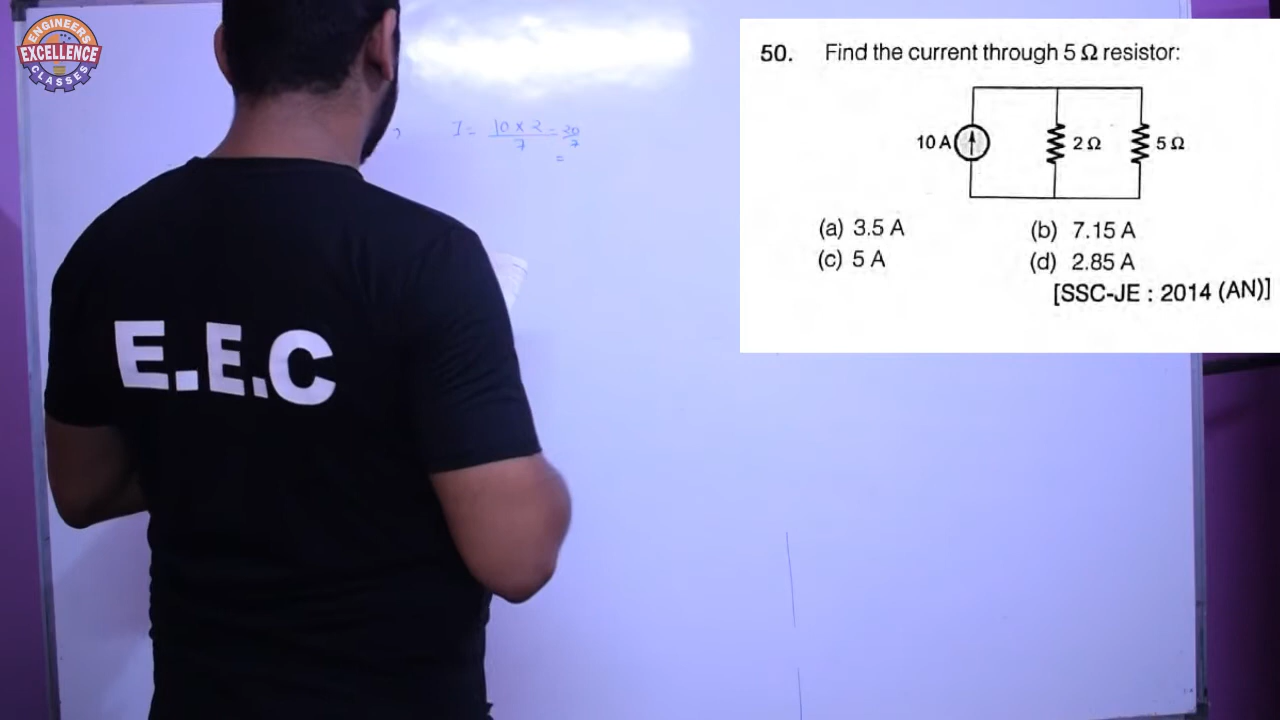 ENGINEERS
EXCELLENCE
CLASSES
I = 10 × 2 / 7 = 20 / 7
=
E.E.C
50. Find the current through 5 Ω resistor:
10 A 2 Ω 5 Ω
(a) 3.5 A (b) 7.15 A
(c) 5 A (d) 2.85 A
[SSC-JE : 2014 (AN)]